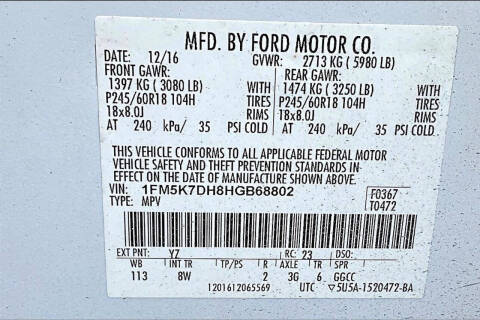 MFD. BY FORD MOTOR CO.
DATE: 12/16 GVWR: 2713 KG ( 5980 LB)
FRONT GAWR: REAR GAWR:
1397 KG ( 3080 LB) 1474 KG ( 3250 LB)
P245/60R18 104H TIRES P245/60R18 104H TIRES
18x8.0J RIMS 18x8.0J RIMS
AT 240 kPa/ 35 PSI COLD AT 240 kPa/ 35 PSI COLD
THIS VEHICLE CONFORMS TO ALL APPLICABLE FEDERAL MOTOR
VEHICLE SAFETY AND THEFT PREVENTION STANDARDS IN
EFFECT ON THE DATE OF MANUFACTURE SHOWN ABOVE.
VIN: 1FM5K7DH8HGB68802 F0367
TYPE: MPV T0472
EXT PNT: YZ RC: 23 DSO:
WB INT TR TP/PS R AXLE TR SPR
113 8W 2 3G 6 GGCC
1201612065569 UTC ▽5U5A-1520472-BA